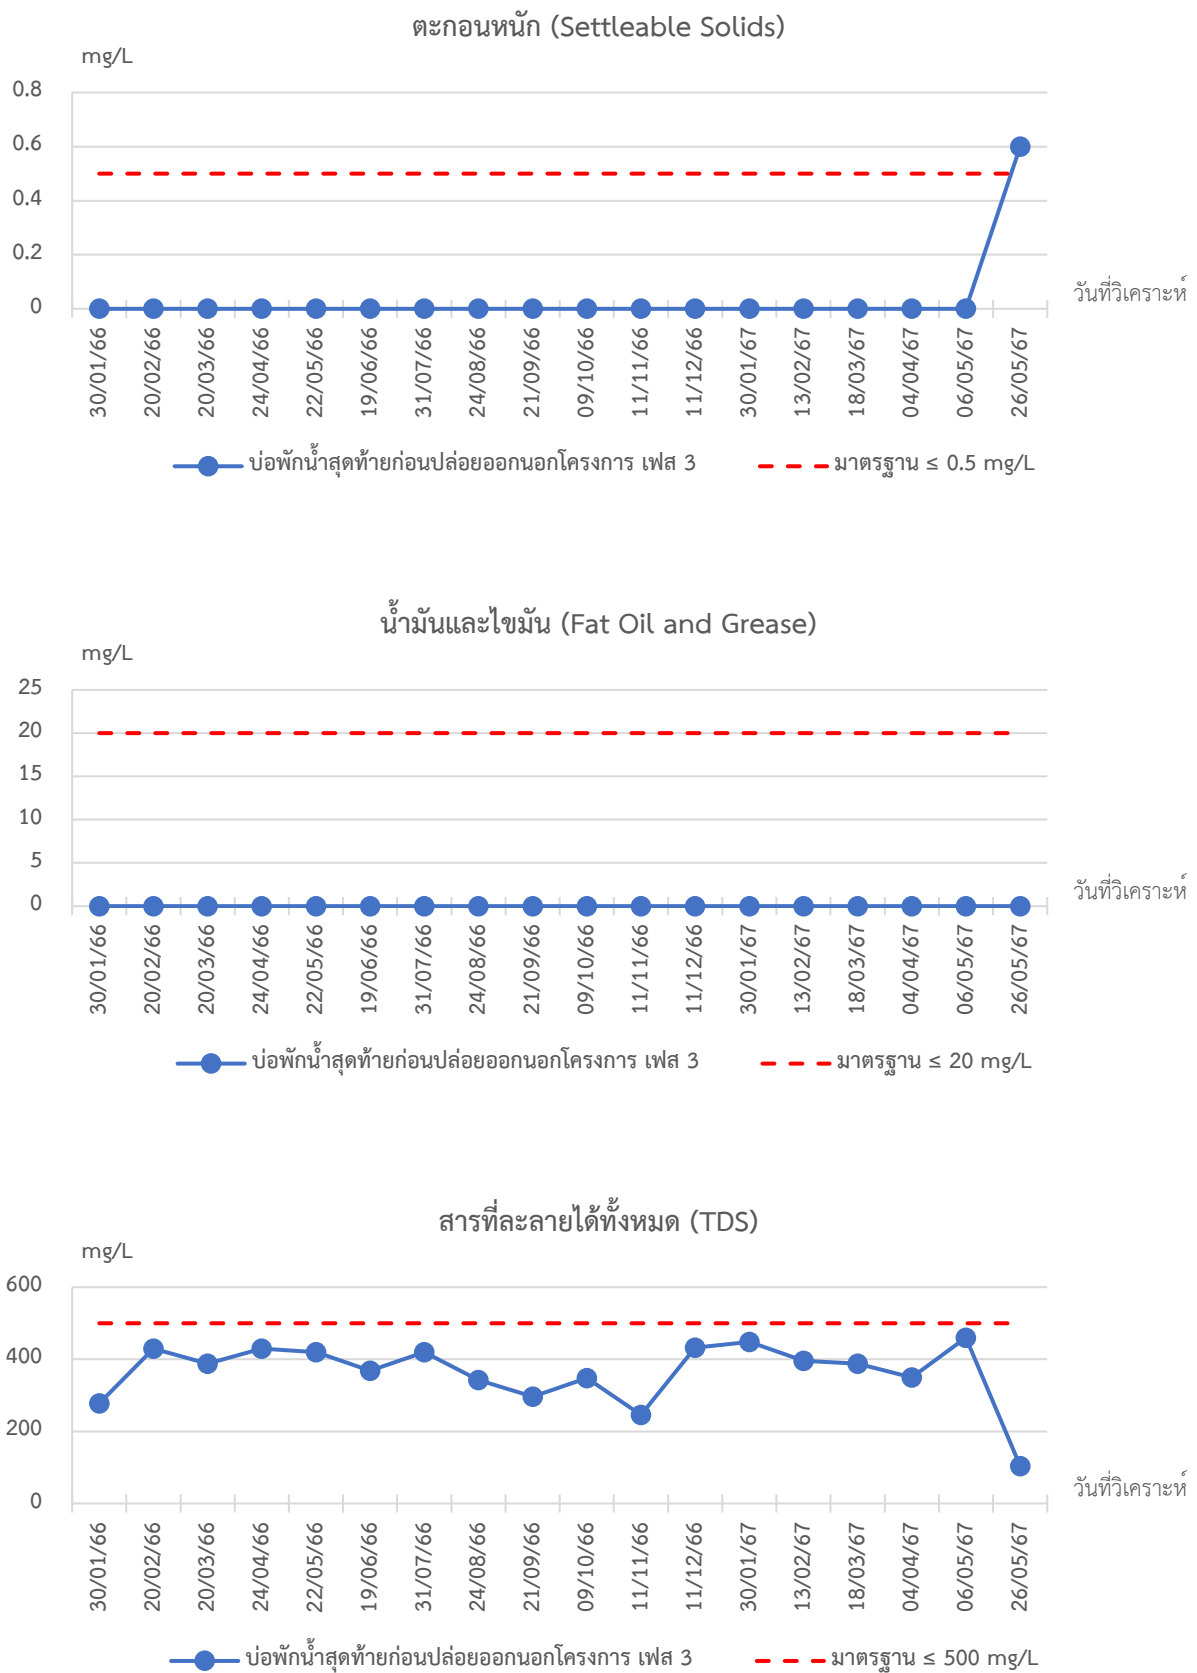 ตะกอนหนัก (Settleable Solids)
mg/L
0.8
0.6
0.4
0.2
0
วันที่วิเคราะห์
30/01/66 20/02/66 20/03/66 24/04/66 22/05/66 19/06/66 31/07/66 24/08/66 21/09/66 09/10/66 11/11/66 11/12/66 30/01/67 13/02/67 18/03/67 04/04/67 06/05/67 26/05/67
บ่อพักน้ำสุดท้ายก่อนปล่อยออกนอกโครงการ เฟส 3 มาตรฐาน ≤ 0.5 mg/L
น้ำมันและไขมัน (Fat Oil and Grease)
mg/L
25
20
15
10
5
0
วันที่วิเคราะห์
30/01/66 20/02/66 20/03/66 24/04/66 22/05/66 19/06/66 31/07/66 24/08/66 21/09/66 09/10/66 11/11/66 11/12/66 30/01/67 13/02/67 18/03/67 04/04/67 06/05/67 26/05/67
บ่อพักน้ำสุดท้ายก่อนปล่อยออกนอกโครงการ เฟส 3 มาตรฐาน ≤ 20 mg/L
สารที่ละลายได้ทั้งหมด (TDS)
mg/L
600
400
200
0
วันที่วิเคราะห์
30/01/66 20/02/66 20/03/66 24/04/66 22/05/66 19/06/66 31/07/66 24/08/66 21/09/66 09/10/66 11/11/66 11/12/66 30/01/67 13/02/67 18/03/67 04/04/67 06/05/67 26/05/67
บ่อพักน้ำสุดท้ายก่อนปล่อยออกนอกโครงการ เฟส 3 มาตรฐาน ≤ 500 mg/L